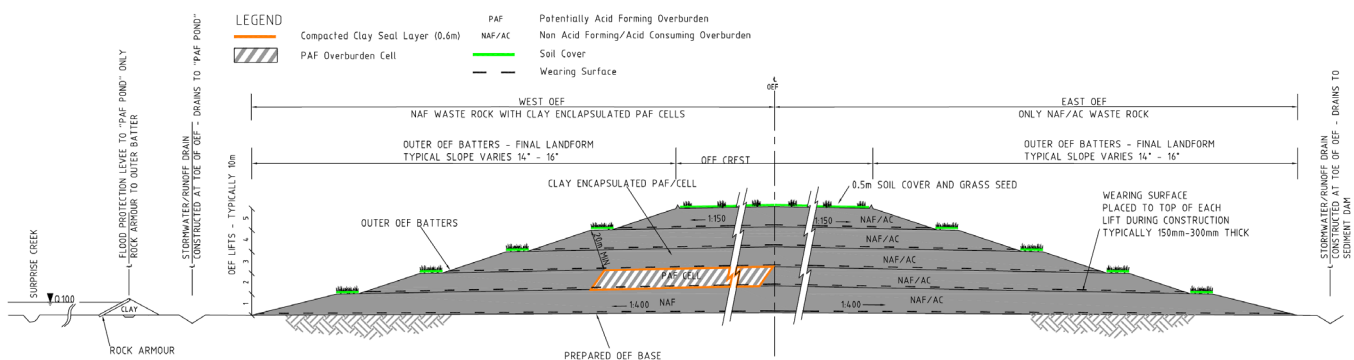 LEGEND
Compacted Clay Seal Layer (0.6m)
PAF Overburden Cell
PAF Potentially Acid Forming Overburden
NAF/AC Non Acid Forming/Acid Consuming Overburden
Soil Cover
Wearing Surface
℄
OEF
WEST OEF
NAF WASTE ROCK WITH CLAY ENCLAPSULATED PAF CELLS
EAST OEF
ONLY NAF/AC WASTE ROCK
OUTER OEF BATTERS - FINAL LANDFORM
TYPICAL SLOPE VARIES 14° - 16°
OEF CREST
OUTER OEF BATTERS - FINAL LANDFORM
TYPICAL SLOPE VARIES 14° - 16°
CLAY ENCAPSULATED PAF/CELL
0.5m SOIL COVER AND GRASS SEED
OUTER OEF BATTERS
WEARING SURFACE
PLACED TO TOP OF EACH
LIFT DURING CONSTRUCTION
TYPICALLY 150mm-300mm THICK
SURPRISE CREEK
FLOOD PROTECTION LEVEE TO "PAF POND" ONLY
ROCK ARMOUR TO OUTER BATTER
STORMWATER/RUNOFF DRAIN
CONSTRUCTED AT TOE OF OEF - DRAINS TO "PAF POND"
OEF LIFTS - TYPICALLY 10m
5
4
3
2
1
1:150
1:150
NAF/AC
NAF/AC
NAF/AC
NAF/AC
NAF/AC
20m MIN.
PAF CELL
1:400
NAF
1:400
Q100
CLAY
ROCK ARMOUR
PREPARED OEF BASE
STORMWATER/RUNOFF DRAIN
CONSTRUCTED AT TOE OF OEF - DRAINS TO
SEDIMENT DAM